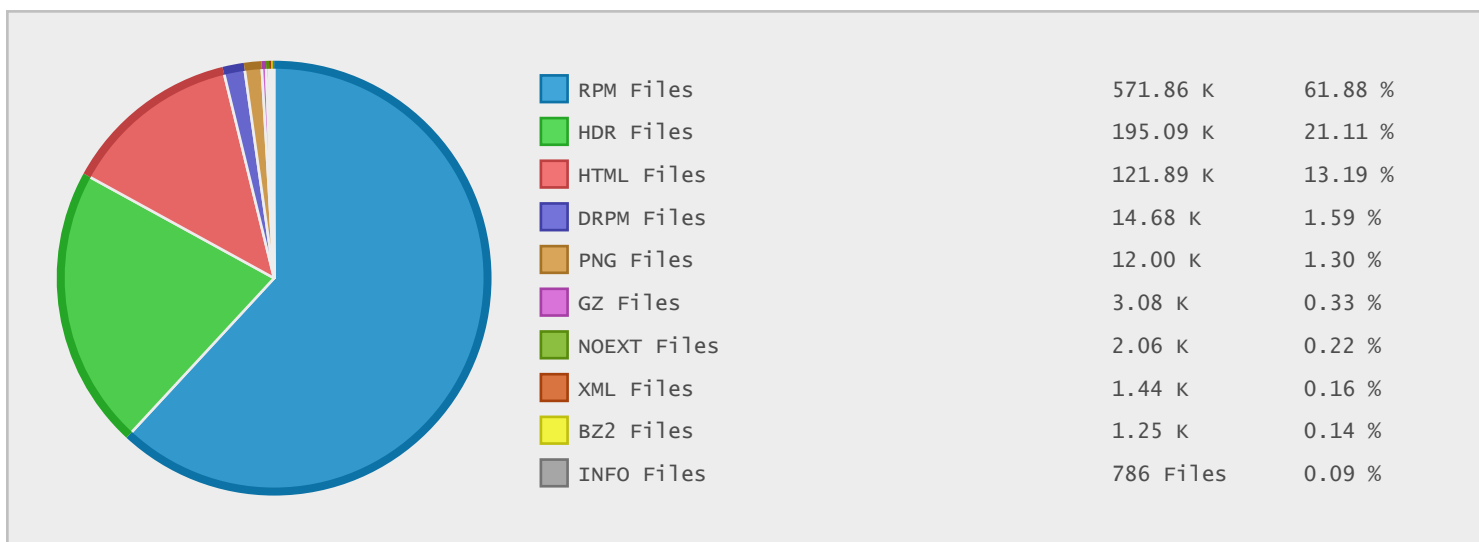 RPM Files 571.86 K 61.88 %
HDR Files 195.09 K 21.11 %
HTML Files 121.89 K 13.19 %
DRPM Files 14.68 K 1.59 %
PNG Files 12.00 K 1.30 %
GZ Files 3.08 K 0.33 %
NOEXT Files 2.06 K 0.22 %
XML Files 1.44 K 0.16 %
BZ2 Files 1.25 K 0.14 %
INFO Files 786 Files 0.09 %